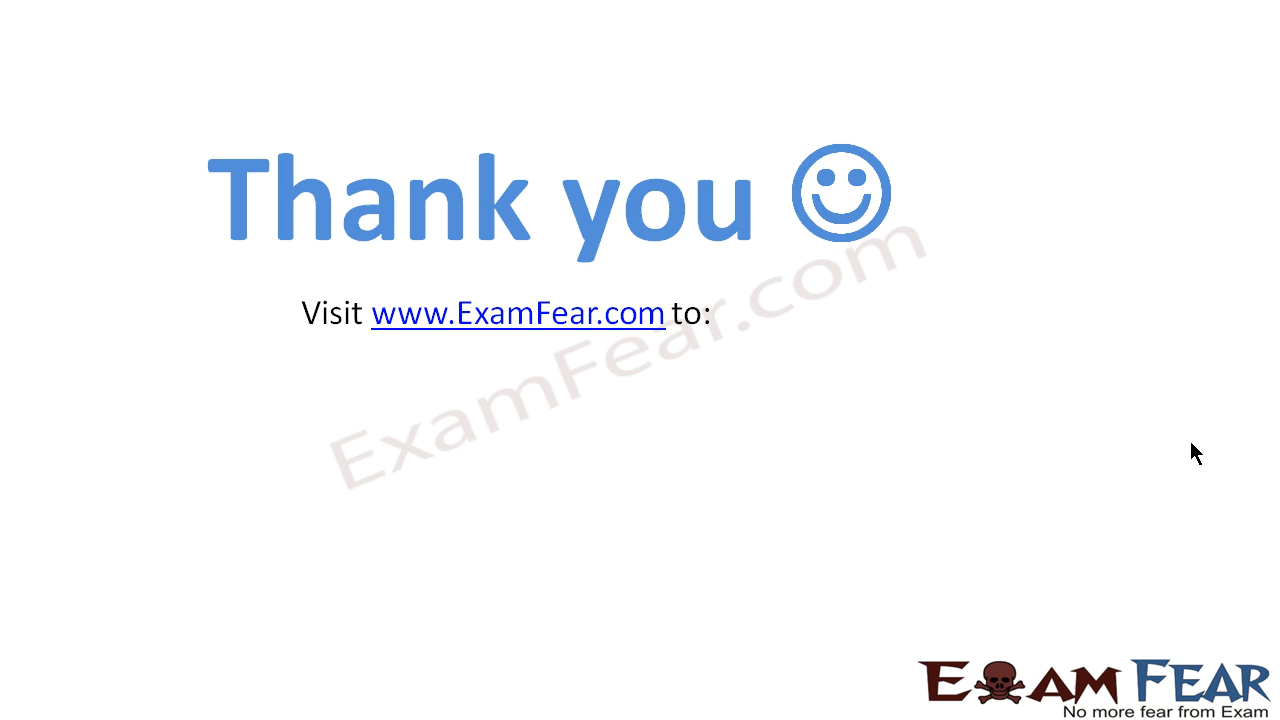 Thank you ☺
Visit www.ExamFear.com to:
ExamFear.com
EXAM FEAR
No more fear from Exam